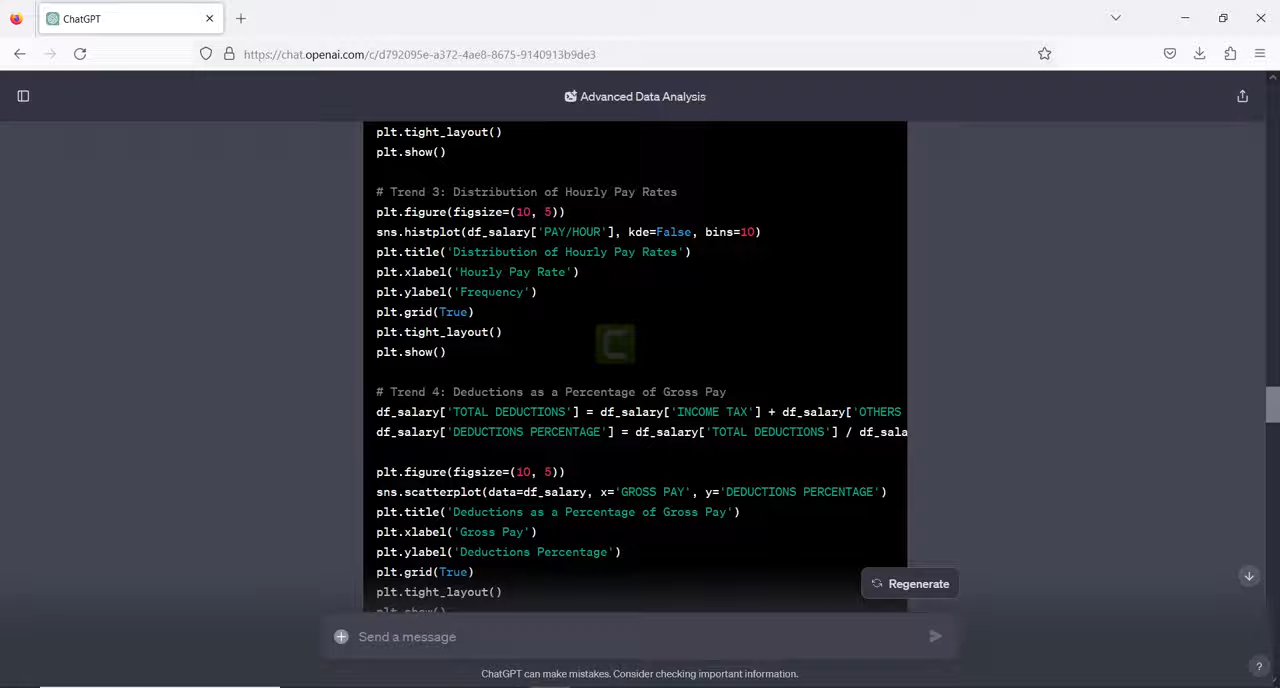 ChatGPT
https://chat.openai.com/c/d792095e-a372-4ae8-8675-9140913b9de3
Advanced Data Analysis
plt.tight_layout()
plt.show()
# Trend 3: Distribution of Hourly Pay Rates
plt.figure(figsize=(10, 5))
sns.histplot(df_salary['PAY/HOUR'], kde=False, bins=10)
plt.title('Distribution of Hourly Pay Rates')
plt.xlabel('Hourly Pay Rate')
plt.ylabel('Frequency')
plt.grid(True)
plt.tight_layout()
plt.show()
# Trend 4: Deductions as a Percentage of Gross Pay
df_salary['TOTAL DEDUCTIONS'] = df_salary['INCOME TAX'] + df_salary['OTHERS
df_salary['DEDUCTIONS PERCENTAGE'] = df_salary['TOTAL DEDUCTIONS'] / df_sala
plt.figure(figsize=(10, 5))
sns.scatterplot(data=df_salary, x='GROSS PAY', y='DEDUCTIONS PERCENTAGE')
plt.title('Deductions as a Percentage of Gross Pay')
plt.xlabel('Gross Pay')
plt.ylabel('Deductions Percentage')
plt.grid(True)
plt.tight_layout()
plt.show()
Regenerate
Send a message
ChatGPT can make mistakes. Consider checking important information.
?